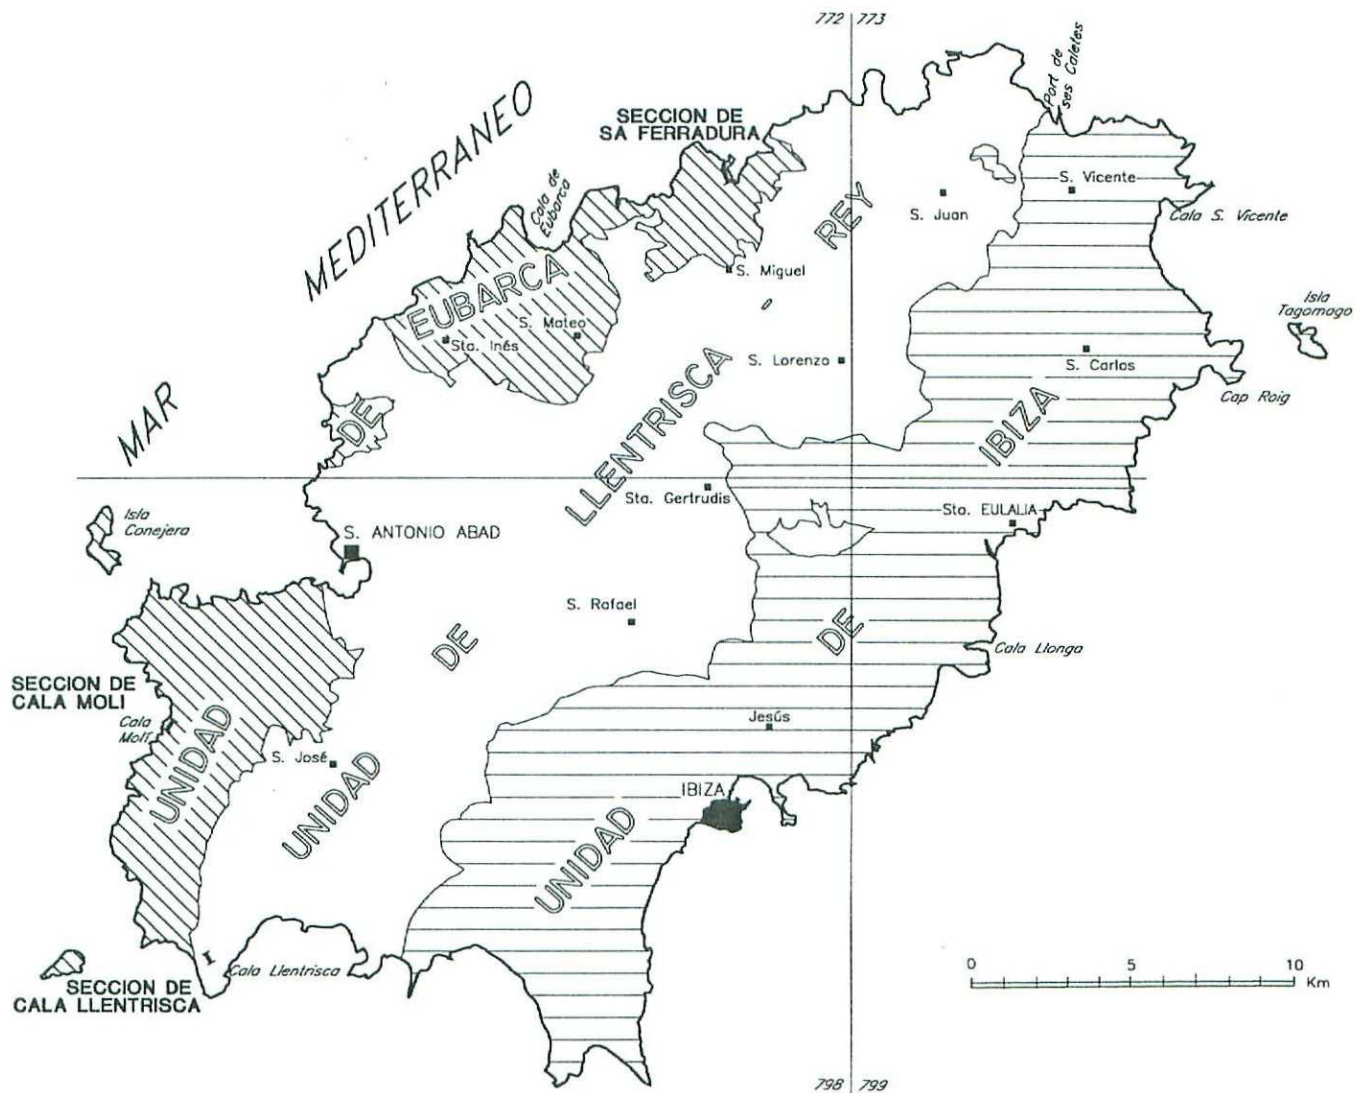 772 773
Port de
ses Caletes
MAR MEDITERRANEO
SECCION DE
SA FERRADURA
Cala de
Eubarca
S. Vicente
S. Juan
Cala S. Vicente
S. Miguel
Isla
Tagomago
S. Mateo
Sta. Inés
S. Lorenzo
S. Carlos
Cap Roig
UNIDAD DE EUBARCA
UNIDAD DE LLENTRISCA REY
UNIDAD DE IBIZA
Sta. Gertrudis
Sta. EULALIA
Isla
Conejera
S. ANTONIO ABAD
S. Rafael
Cala Llonga
SECCION DE
CALA MOLI
Cala
Molí
Jesús
S. José
IBIZA
Cala Llentrisca
SECCION DE
CALA LLENTRISCA
0 5 10
Km
798 799